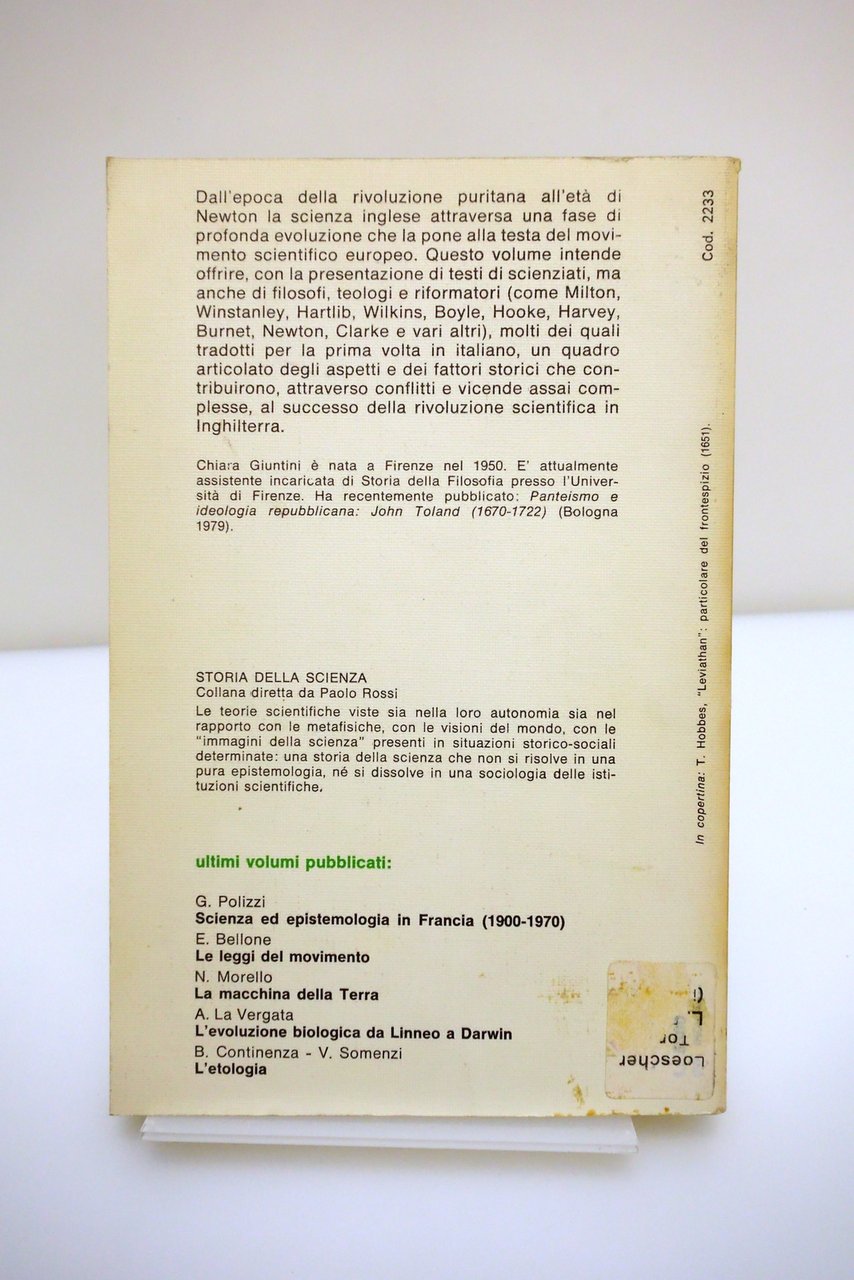 Dall'epoca della rivoluzione puritana all'età di
Newton la scienza inglese attraversa una fase di
profonda evoluzione che la pone alla testa del movi-
mento scientifico europeo. Questo volume intende
offrire, con la presentazione di testi di scienziati, ma
anche di filosofi, teologi e riformatori (come Milton,
Winstanley, Hartlib, Wilkins, Boyle, Hooke, Harvey,
Burnet, Newton, Clarke e vari altri), molti dei quali
tradotti per la prima volta in italiano, un quadro
articolato degli aspetti e dei fattori storici che con-
tribuirono, attraverso conflitti e vicende assai com-
plesse, al successo della rivoluzione scientifica in
Inghilterra.
Chiara Giuntini è nata a Firenze nel 1950. E' attualmente
assistente incaricata di Storia della Filosofia presso l'Univer-
sità di Firenze. Ha recentemente pubblicato: Panteismo e
ideologia repubblicana: John Toland (1670-1722) (Bologna
1979).
STORIA DELLA SCIENZA
Collana diretta da Paolo Rossi
Le teorie scientifiche viste sia nella loro autonomia sia nel
rapporto con le metafisiche, con le visioni del mondo, con le
"immagini della scienza" presenti in situazioni storico-sociali
determinate: una storia della scienza che non si risolve in una
pura epistemologia, né si dissolve in una sociologia delle isti-
tuzioni scientifiche.
ultimi volumi pubblicati:
G. Polizzi
Scienza ed epistemologia in Francia (1900-1970)
E. Bellone
Le leggi del movimento
N. Morello
La macchina della Terra
A. La Vergata
L'evoluzione biologica da Linneo a Darwin
B. Continenza - V. Somenzi
L'etologia
Cod. 2233
In copertina: T. Hobbes, "Leviathan": particolare del frontespizio (1651).
Loescher
Tor